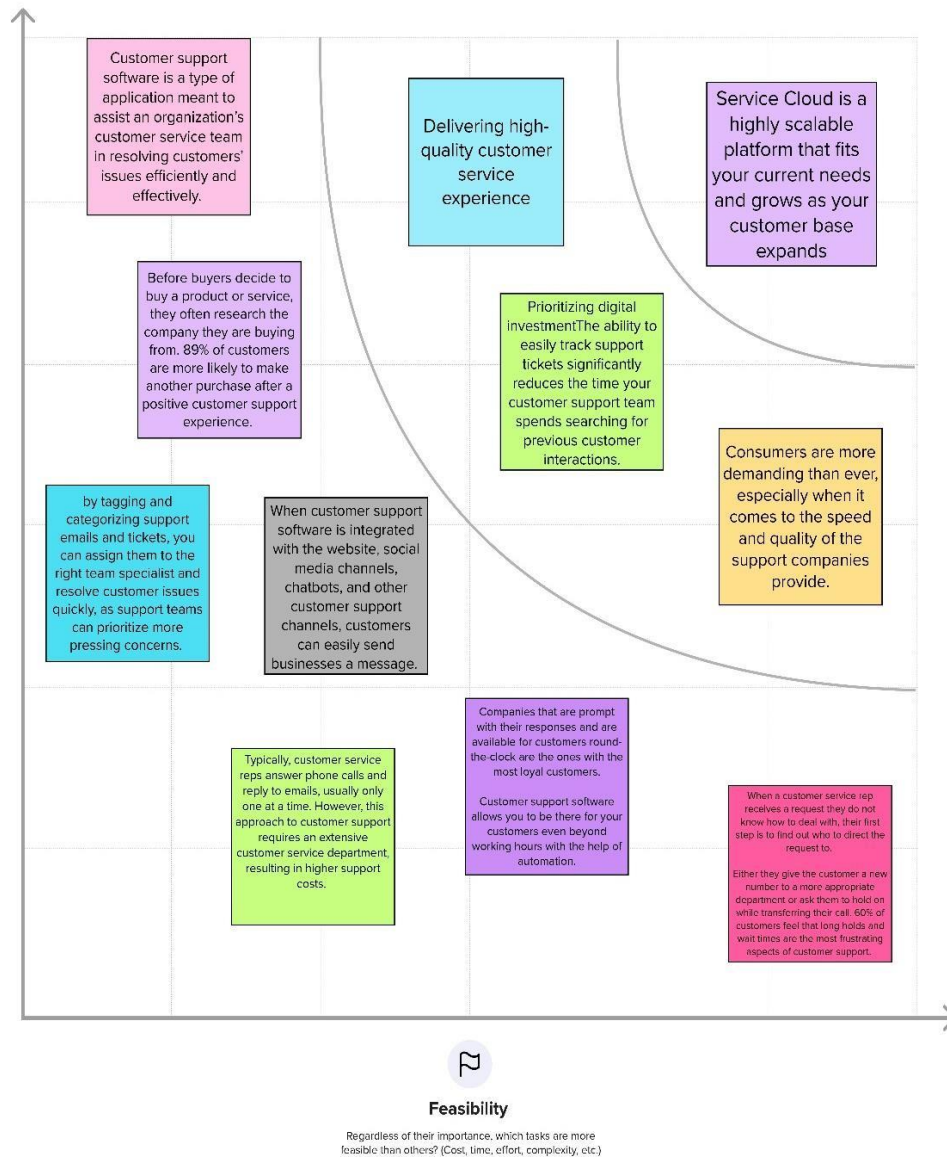 Customer support
software is a type of
application meant to
assist an organization's
customer service team
in resolving customers'
issues efficiently and
effectively.
Delivering high-
quality customer
service
experience
Service Cloud is a
highly scalable
platform that fits
your current needs
and grows as your
customer base
expands
Before buyers decide to
buy a product or service,
they often research the
company they are buying
from. 89% of customers
are more likely to make
another purchase after a
positive customer support
experience.
Prioritizing digital
investmentThe ability to
easily track support
tickets significantly
reduces the time your
customer support team
spends searching for
previous customer
interactions.
Consumers are more
demanding than ever,
especially when it
comes to the speed
and quality of the
support companies
provide.
by tagging and
categorizing support
emails and tickets, you
can assign them to the
right team specialist and
resolve customer issues
quickly, as support teams
can prioritize more
pressing concerns.
When customer support
software is integrated
with the website, social
media channels,
chatbots, and other
customer support
channels, customers
can easily send
businesses a message.
Typically, customer service
reps answer phone calls and
reply to emails, usually only
one at a time. However, this
approach to customer support
requires an extensive
customer service department,
resulting in higher support
costs.
Companies that are prompt
with their responses and are
available for customers round-
the-clock are the ones with the
most loyal customers.
Customer support software
allows you to be there for your
customers even beyond
working hours with the help of
automation.
When a customer service rep
receives a request they do not
know how to deal with, their first
step is to find out who to direct the
request to.
Either they give the customer a new
number to a more appropriate
department or ask them to hold on
while transferring their call. 60% of
customers feel that long holds and
wait times are the most frustrating
aspects of customer support.
Feasibility
Regardless of their importance, which tasks are more
feasible than others? (Cost, time, effort, complexity, etc.)